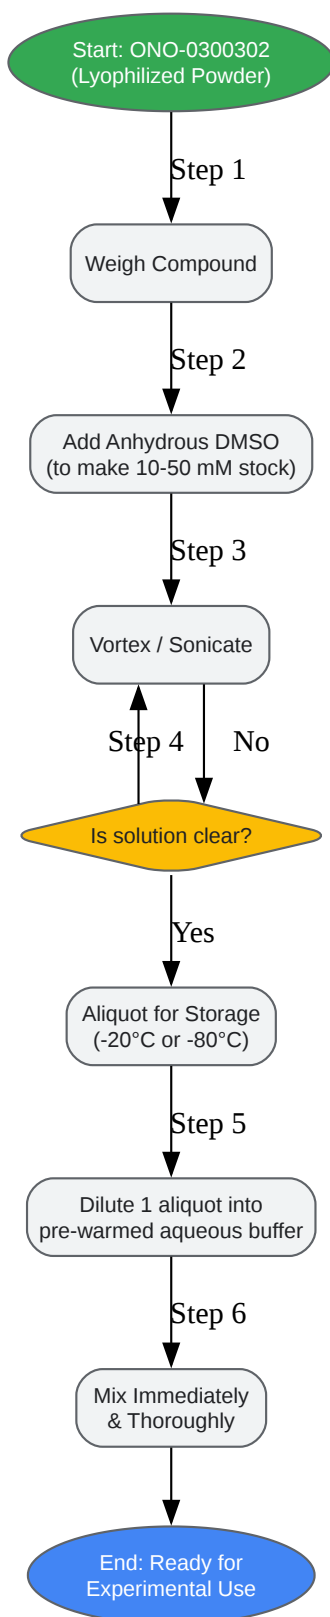 Start: ONO-0300302
(Lyophilized Powder)
Step 1
Weigh Compound
Step 2
Add Anhydrous DMSO
(to make 10-50 mM stock)
Step 3
Vortex / Sonicate
Step 4
No
Is solution clear?
Yes
Aliquot for Storage
(-20°C or -80°C)
Step 5
Dilute 1 aliquot into
pre-warmed aqueous buffer
Step 6
Mix Immediately
& Thoroughly
End: Ready for
Experimental Use